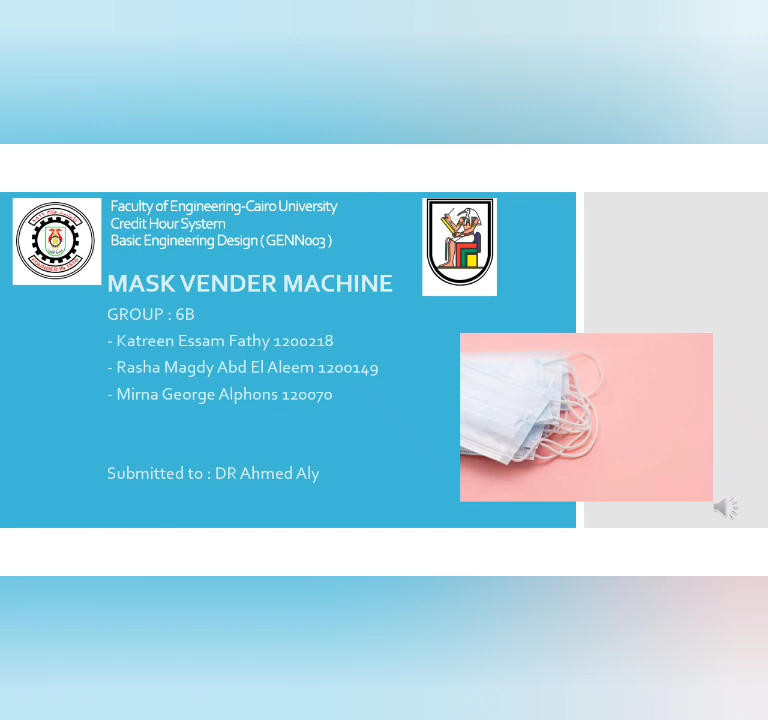 Faculty of Engineering-Cairo University
Credit Hour System
Basic Engineering Design ( GENN003 )
MASK VENDER MACHINE
GROUP : 6B
- Katreen Essam Fathy 1200218
- Rasha Magdy Abd El Aleem 1200149
- Mirna George Alphons 120070
Submitted to : DR Ahmed Aly